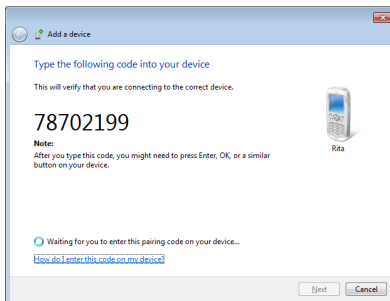 Add a device
Type the following code into your device
This will verify that you are connecting to the correct device.
78702199
Note:
After you type this code, you might need to press Enter, OK, or a similar
button on your device.
Rita
Waiting for you to enter this pairing code on your device...
How do I enter this code on my device?
Next
Cancel